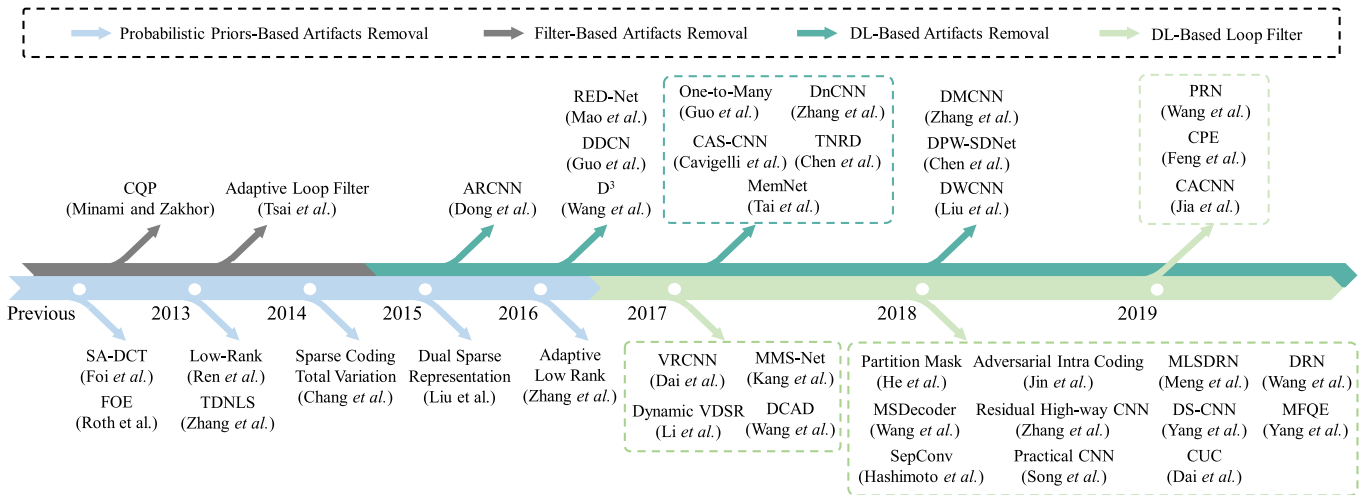 Probabilistic Priors-Based Artifacts Removal
Filter-Based Artifacts Removal
DL-Based Artifacts Removal
DL-Based Loop Filter
CQP
(Minami and Zakhor)
Adaptive Loop Filter
(Tsai et al.)
ARCNN
(Dong et al.)
RED-Net
(Mao et al.)
DDCN
(Guo et al.)
D³
(Wang et al.)
One-to-Many
(Guo et al.)
DnCNN
(Zhang et al.)
CAS-CNN
(Cavigelli et al.)
TNRD
(Chen et al.)
MemNet
(Tai et al.)
DMCNN
(Zhang et al.)
DPW-SDNet
(Chen et al.)
DWCNN
(Liu et al.)
PRN
(Wang et al.)
CPE
(Feng et al.)
CACNN
(Jia et al.)
Previous
2013
2014
2015
2016
2017
2018
2019
SA-DCT
(Foi et al.)
FOE
(Roth et al.)
Low-Rank
(Ren et al.)
TDNLS
(Zhang et al.)
Sparse Coding
Total Variation
(Chang et al.)
Dual Sparse
Representation
(Liu et al.)
Adaptive
Low Rank
(Zhang et al.)
VRCNN
(Dai et al.)
MMS-Net
(Kang et al.)
Dynamic VDSR
(Li et al.)
DCAD
(Wang et al.)
Partition Mask
(He et al.)
Adversarial Intra Coding
(Jin et al.)
MLSDRN
(Meng et al.)
DRN
(Wang et al.)
MSDecoder
(Wang et al.)
Residual High-way CNN
(Zhang et al.)
DS-CNN
(Yang et al.)
MFQE
(Yang et al.)
SepConv
(Hashimoto et al.)
Practical CNN
(Song et al.)
CUC
(Dai et al.)